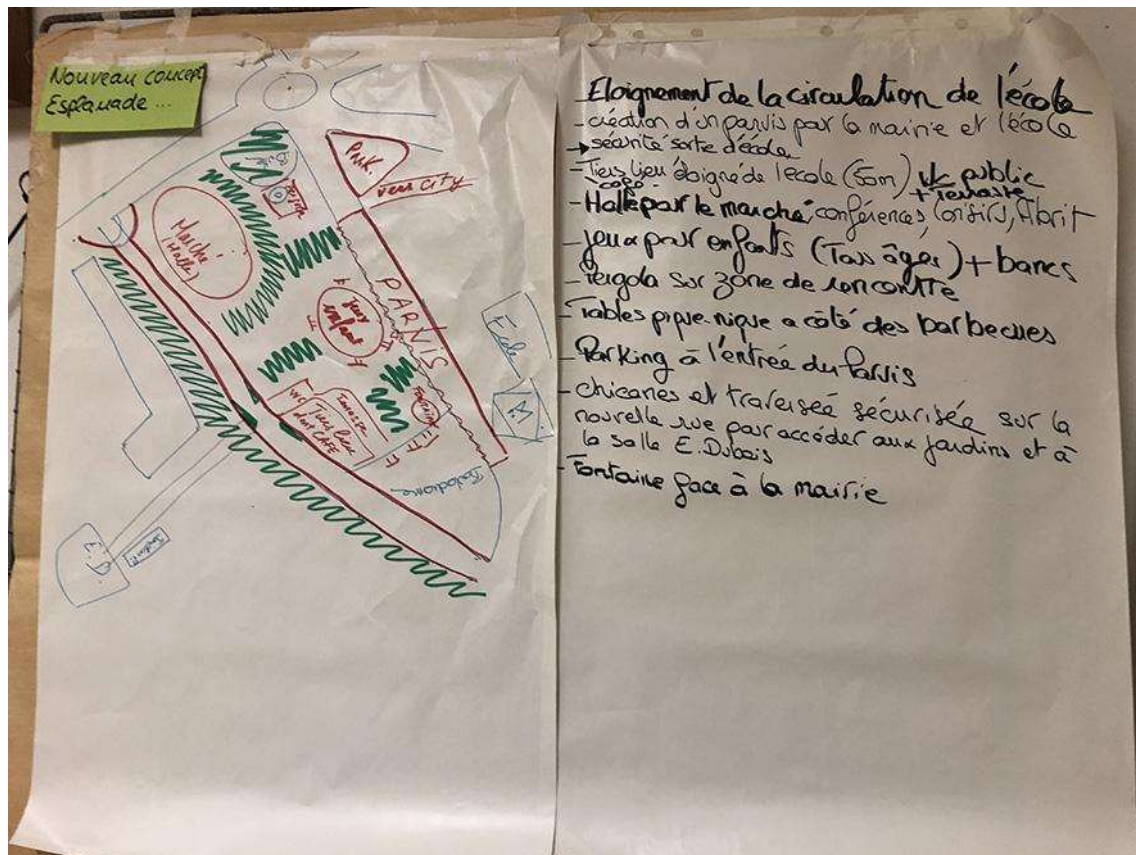 Nouveau concept
Esplanade ...
PARK.
vers CITY
Marché
(Halle)
PARVIS
Jeux
enfant
Ecole
M.
WC
Terrasse
Tiers lieu
dont CAFE
Fontaine
Boulodrome
E.D.
Eloignement de la circulation de l'école
- création d'un parvis pour la mairie et l'école
→ sécurité sortie d'école
- Tiers lieu éloigné de l'école (50m) WC public
+ Terrasse
- Halle pour le marché conférences, loisirs, Abrit
- Jeux pour enfants (Tous âges) + bancs
- Pergola sur zone de rencontre
- Tables pique-nique a côté des barbecues
- Parking à l'entrée du Parvis
- chicanes et traversée sécurisée sur la
nouvelle rue pour accéder aux jardins et à
la salle E. Dubois
- Fontaine face à la mairie